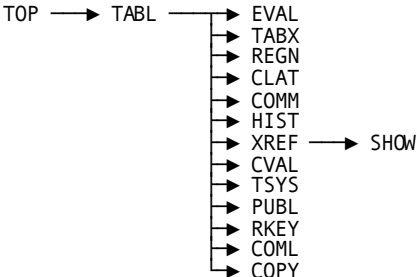 TOP TABL EVAL
TABX
REGN
CLAT
COMM
HIST
XREF SHOW
CVAL
TSYS
PUBL
RKEY
COML
COPY